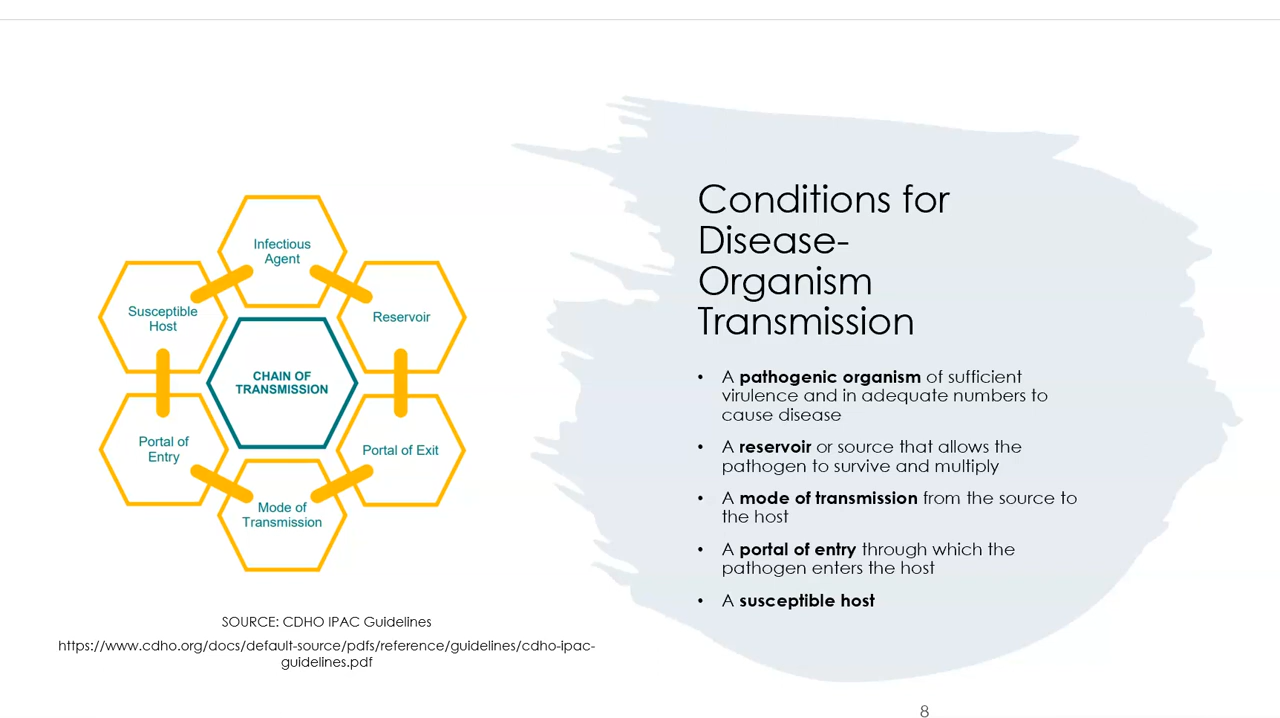 Infectious
Agent
Susceptible
Host
Reservoir
CHAIN OF
TRANSMISSION
Portal of
Entry
Portal of Exit
Mode of
Transmission
SOURCE: CDHO IPAC Guidelines
https://www.cdho.org/docs/default-source/pdfs/reference/guidelines/cdho-ipac-
guidelines.pdf
Conditions for
Disease-
Organism
Transmission
• A pathogenic organism of sufficient
virulence and in adequate numbers to
cause disease
• A reservoir or source that allows the
pathogen to survive and multiply
• A mode of transmission from the source to
the host
• A portal of entry through which the
pathogen enters the host
• A susceptible host
8